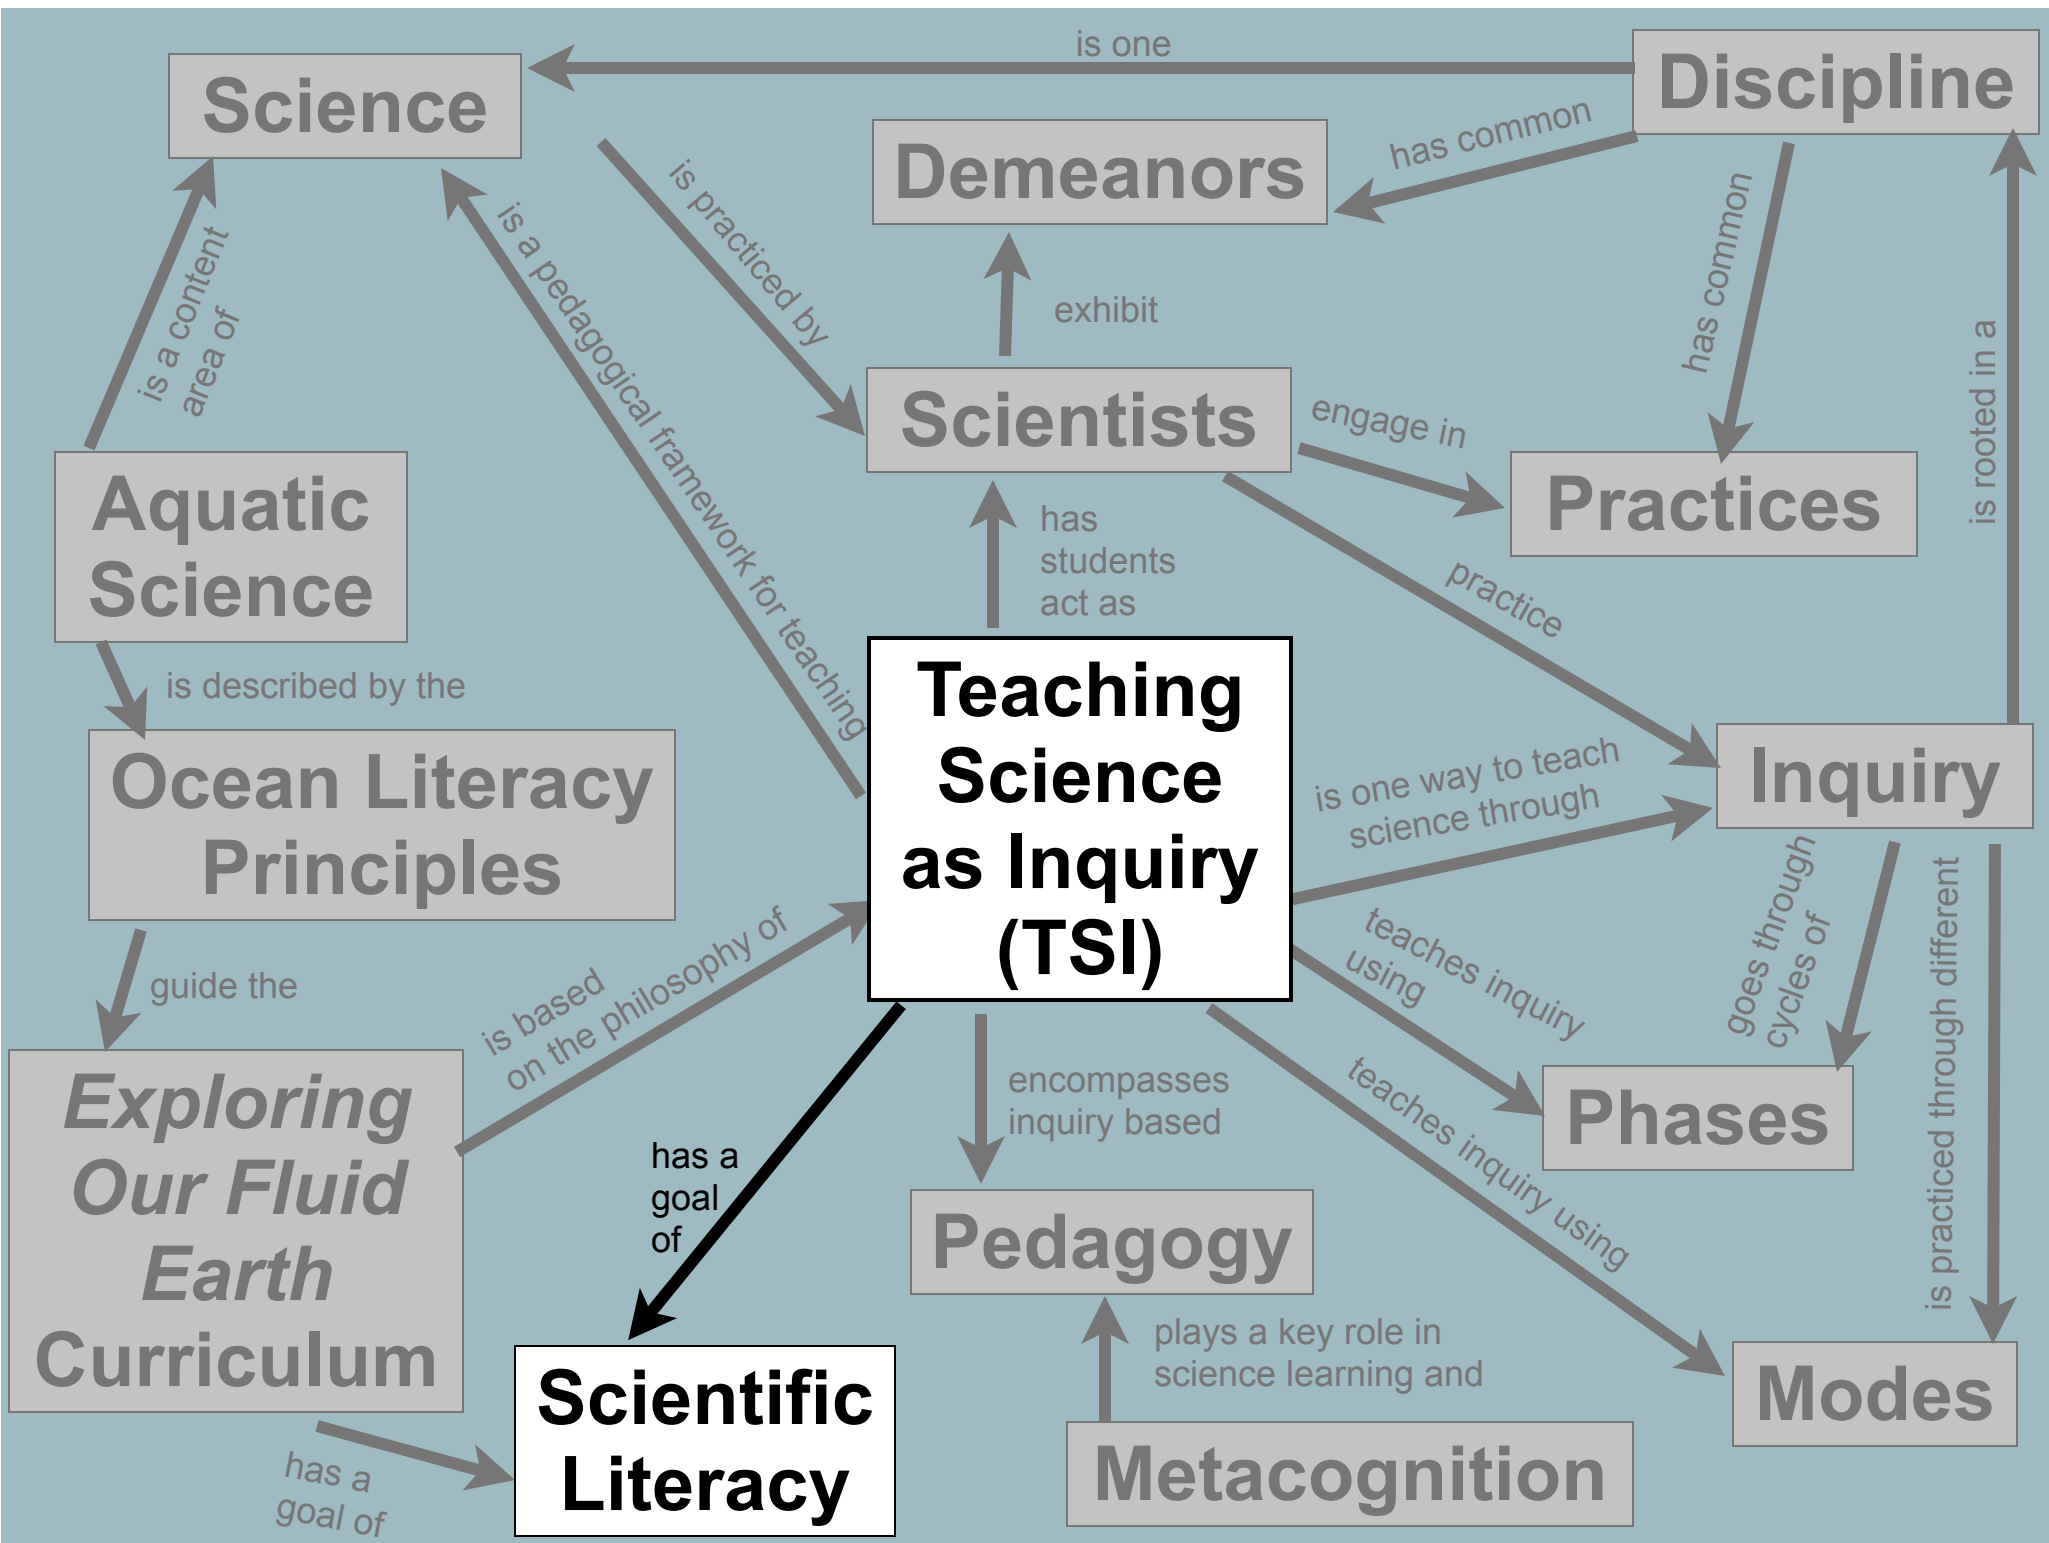 is one
Science
Discipline
Demeanors
has common
is practiced by
is a pedagogical framework for teaching
has common
is a content
area of
exhibit
is rooted in a
Scientists
engage in
Practices
Aquatic
Science
has
students
act as
practice
is described by the
Teaching
Science
as Inquiry
(TSI)
Ocean Literacy
Principles
is one way to teach
science through
Inquiry
guide the
is based
on the philosophy of
teaches inquiry
using
goes through
cycles of
is practiced through different
Exploring
Our Fluid
Earth
Curriculum
encompasses
inquiry based
Phases
has a
goal
of
teaches inquiry using
Pedagogy
plays a key role in
science learning and
Modes
Scientific
Literacy
Metacognition
has a
goal of